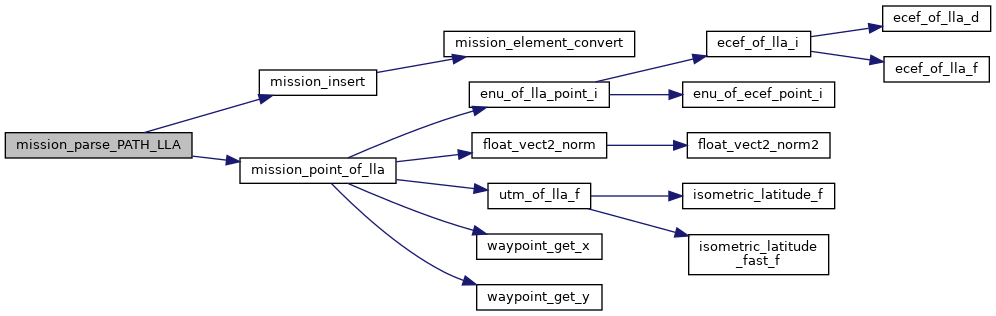 mission_parse_PATH_LLA
mission_insert
mission_element_convert
mission_point_of_lla
enu_of_lla_point_i
ecef_of_lla_i
ecef_of_lla_d
ecef_of_lla_f
enu_of_ecef_point_i
float_vect2_norm
float_vect2_norm2
utm_of_lla_f
isometric_latitude_f
isometric_latitude
_fast_f
waypoint_get_x
waypoint_get_y